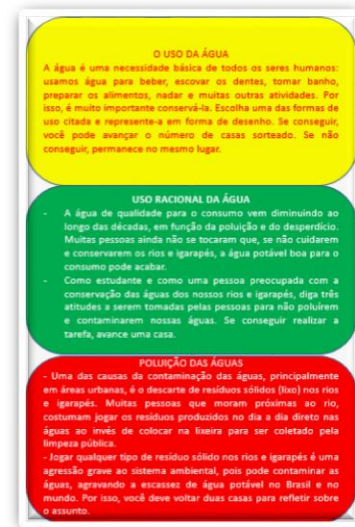 O USO DA ÁGUA
A água é uma necessidade básica de todos os seres humanos:
usamos água para beber, escovar os dentes, tomar banho,
preparar os alimentos, nadar e muitas outras atividades. Por
isso, é muito importante conservá-la. Escolha uma das formas de
uso citada e represente-a em forma de desenho. Se conseguir,
você pode avançar o número de casas sorteado. Se não
conseguir, permanece no mesmo lugar.
USO RACIONAL DA ÁGUA
- A água de qualidade para o consumo vem diminuindo ao
longo das décadas, em função da poluição e do desperdício.
Muitas pessoas ainda não se tocaram que, se não cuidarem
e conservarem os rios e igarapés, a água potável boa para o
consumo pode acabar.
- Como estudante e como uma pessoa preocupada com a
conservação das águas dos nossos rios e igarapés, diga três
atitudes a serem tomadas pelas pessoas para não poluírem
e contaminarem nossas águas. Se conseguir realizar a
tarefa, avance uma casa.
POLUIÇÃO DAS ÁGUAS
- Uma das causas da contaminação das águas, principalmente
em áreas urbanas, é o descarte de resíduos sólidos (lixo) nos rios
e igarapés. Muitas pessoas que moram próximas ao rio,
costumam jogar os resíduos produzidos no dia a dia direto nas
águas ao invés de colocar na lixeira para ser coletado pela
limpeza pública.
- Jogar qualquer tipo de resíduo sólido nos rios e igarapés é uma
agressão grave ao sistema ambiental, pois pode contaminar as
águas, agravando a escassez de água potável no Brasil e no
mundo. Por isso, você deve voltar duas casas para refletir sobre
o assunto.